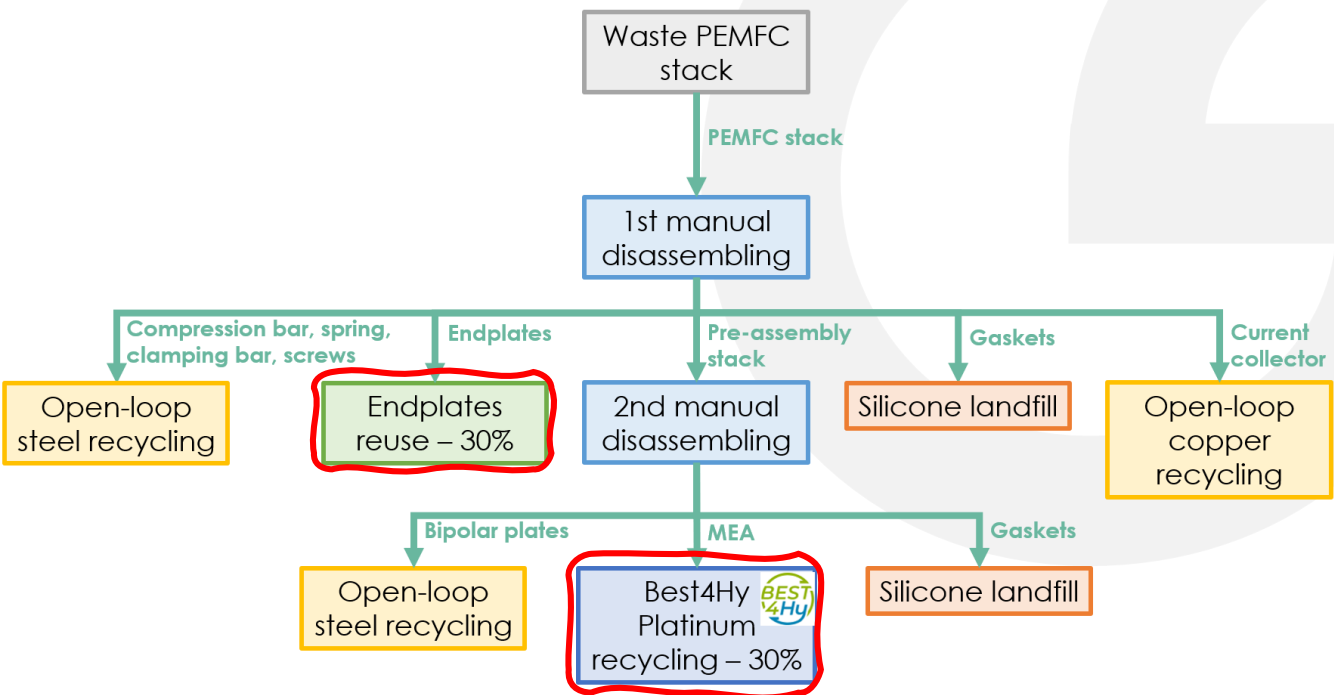 Waste PEMFC
stack
PEMFC stack
1st manual
disassembling
Compression bar, spring,
clamping bar, screws
Endplates
Pre-assembly
stack
Gaskets
Current
collector
Open-loop
steel recycling
Endplates
reuse – 30%
2nd manual
disassembling
Silicone landfill
Open-loop
copper
recycling
Bipolar plates
MEA
Gaskets
Open-loop
steel recycling
Best4Hy
Platinum
recycling – 30%
BEST
4Hy
Silicone landfill